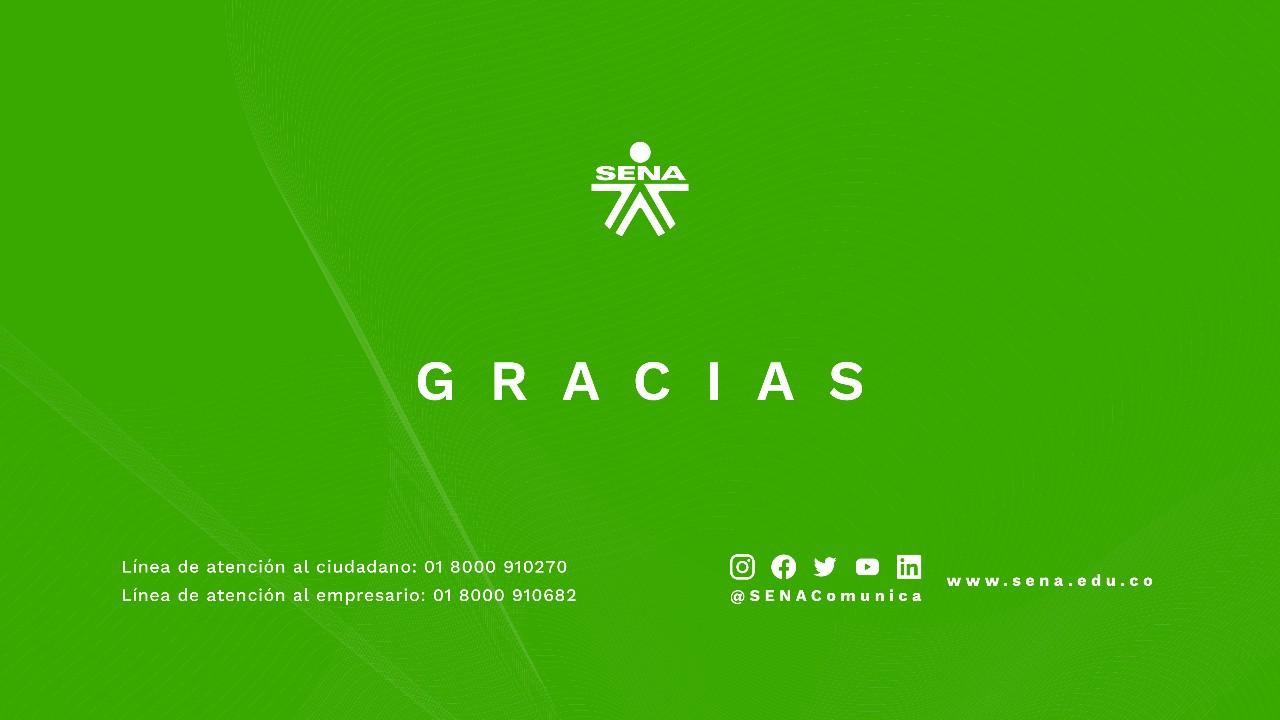 SENA
GRACIAS
Línea de atención al ciudadano: 01 8000 910270
Línea de atención al empresario: 01 8000 910682
@SENAComunica
www.sena.edu.co